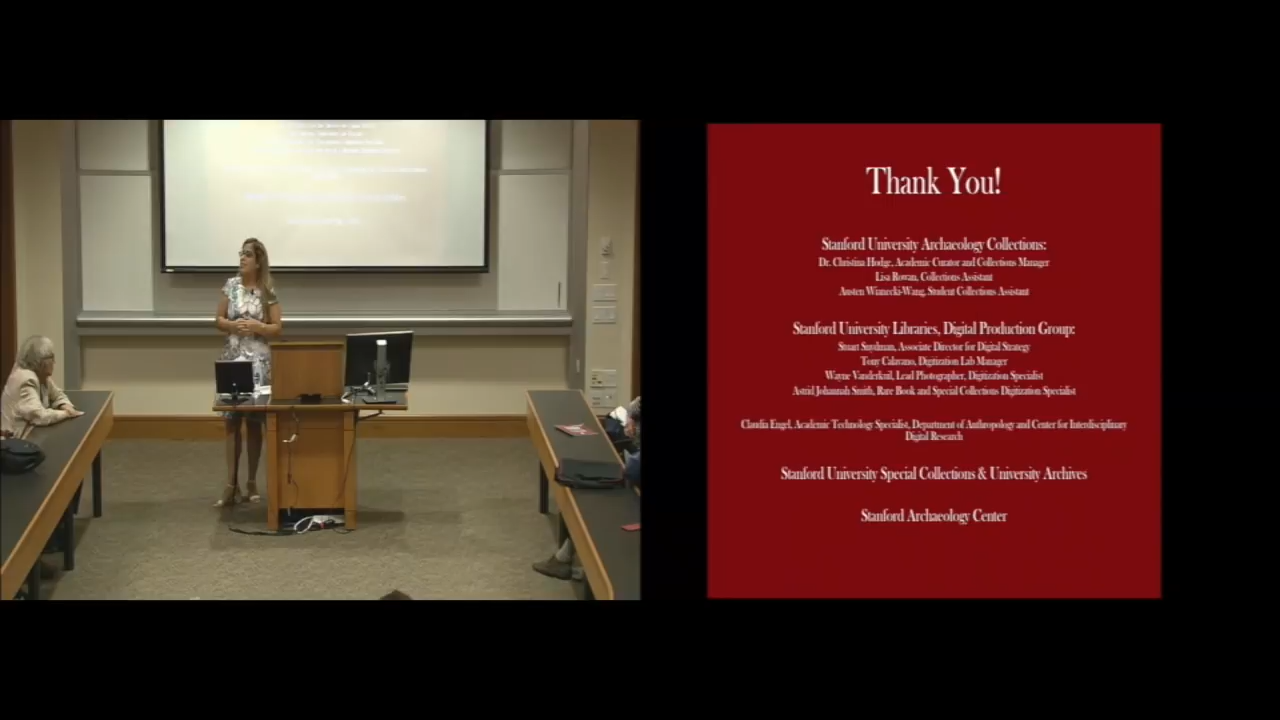 Thank You!
Stanford University Archaeology Collections:
Dr. Christina Hodge, Academic Curator and Collections Manager
Lisa Rowan, Collections Assistant
Austen Wianecki-Wang, Student Collections Assistant
Stanford University Libraries, Digital Production Group:
Stuart Snydman, Associate Director for Digital Strategy
Tony Calavano, Digitization Lab Manager
Wayne Vanderkuil, Lead Photographer, Digitization Specialist
Astrid Johannah Smith, Rare Book and Special Collections Digitization Specialist
Claudia Engel, Academic Technology Specialist, Department of Anthropology and Center for Interdisciplinary
Digital Research
Stanford University Special Collections & University Archives
Stanford Archaeology Center